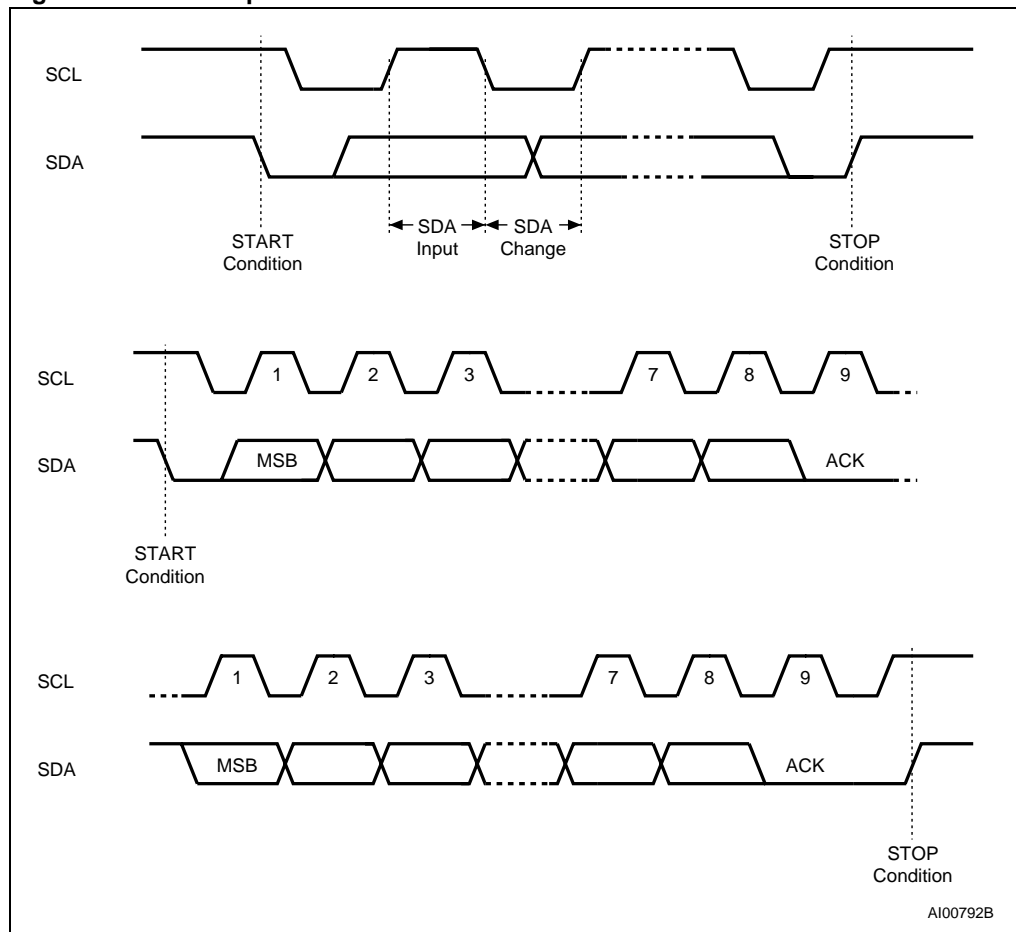 SCL
SDA
SDA Input
SDA Change
START Condition
STOP Condition
SCL
1 2 3 7 8 9
SDA
MSB ACK
START Condition
SCL
1 2 3 7 8 9
SDA
MSB ACK
STOP Condition
AI00792B